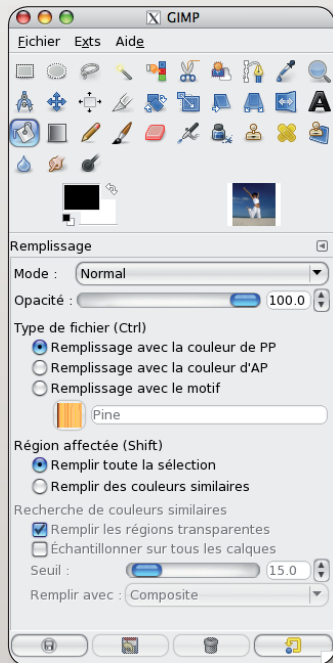 GIMP
Fichier Exts Aide
Remplissage
Mode : Normal
Opacité : 100.0
Type de fichier (Ctrl)
Remplissage avec la couleur de PP
Remplissage avec la couleur d'AP
Remplissage avec le motif
Pine
Région affectée (Shift)
Remplir toute la sélection
Remplir des couleurs similaires
Recherche de couleurs similaires
Remplir les régions transparentes
Échantillonner sur tous les calques
Seuil : 15.0
Remplir avec : Composite